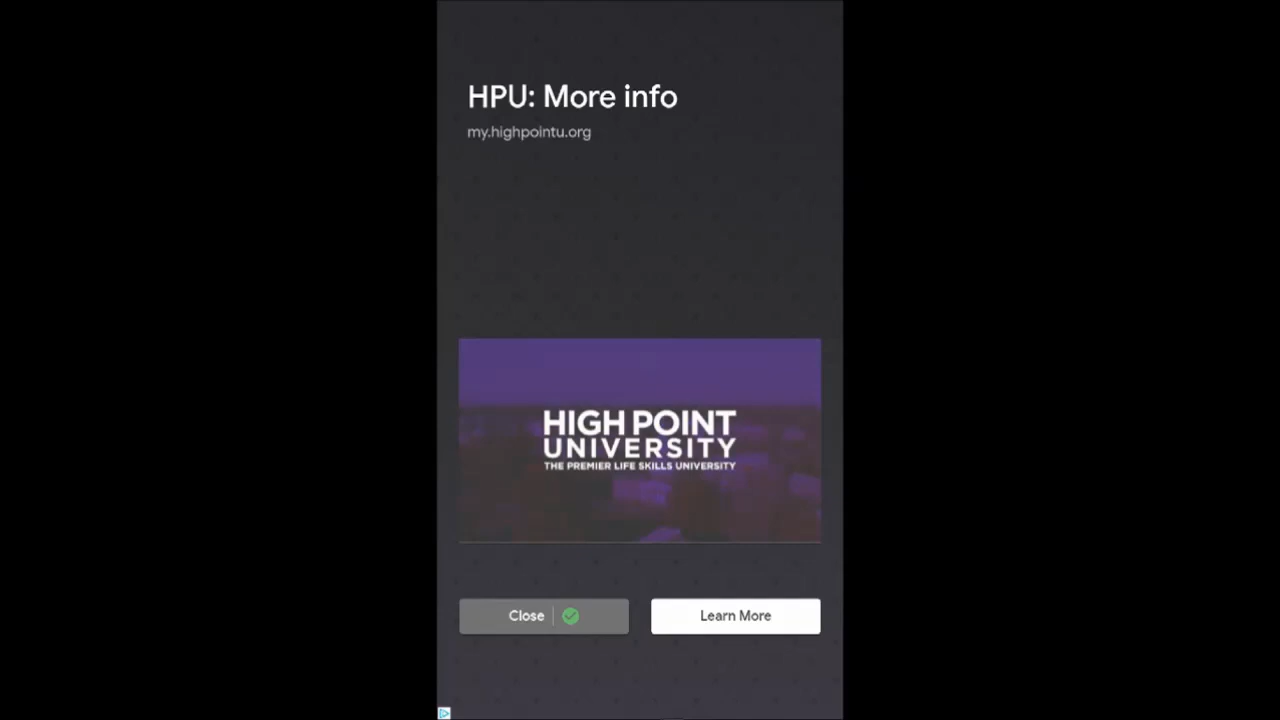 HPU: More info
my.highpointu.org
HIGH POINT
UNIVERSITY
THE PREMIER LIFE SKILLS UNIVERSITY
Close
Learn More